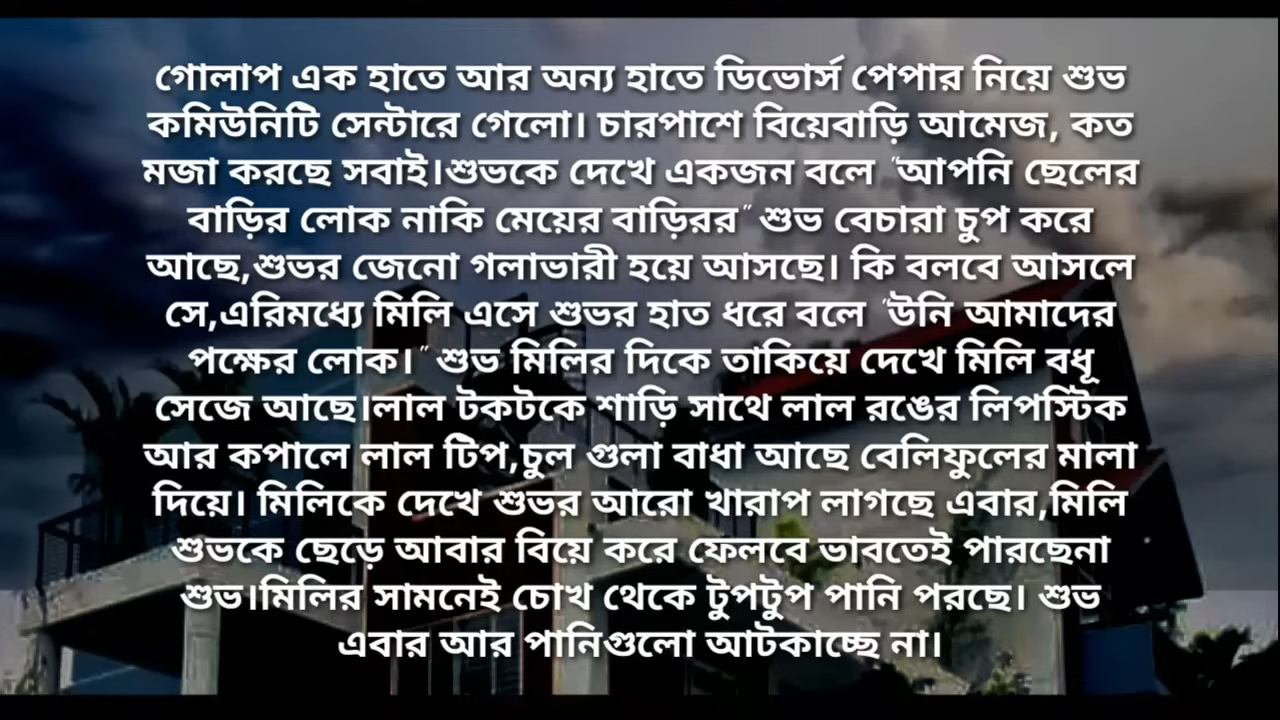 গোলাপ এক হাতে আর অন্য হাতে ডিভোর্স পেপার নিয়ে শুভ
কমিউনিটি সেন্টারে গেলো। চারপাশে বিয়েবাড়ি আমেজ, কত
মজা করছে সবাই।শুভকে দেখে একজন বলে "আপনি ছেলের
বাড়ির লোক নাকি মেয়ের বাড়িরর" শুভ বেচারা চুপ করে
আছে,শুভর জেনো গলাভারী হয়ে আসছে। কি বলবে আসলে
সে,এরিমধ্যে মিলি এসে শুভর হাত ধরে বলে "উনি আমাদের
পক্ষের লোক।" শুভ মিলির দিকে তাকিয়ে দেখে মিলি বধূ
সেজে আছে।লাল টকটকে শাড়ি সাথে লাল রঙের লিপস্টিক
আর কপালে লাল টিপ,চুল গুলা বাধা আছে বেলিফুলের মালা
দিয়ে। মিলিকে দেখে শুভর আরো খারাপ লাগছে এবার,মিলি
শুভকে ছেড়ে আবার বিয়ে করে ফেলবে ভাবতেই পারছেনা
শুভ।মিলির সামনেই চোখ থেকে টুপটুপ পানি পরছে। শুভ
এবার আর পানিগুলো আটকাচ্ছে না।